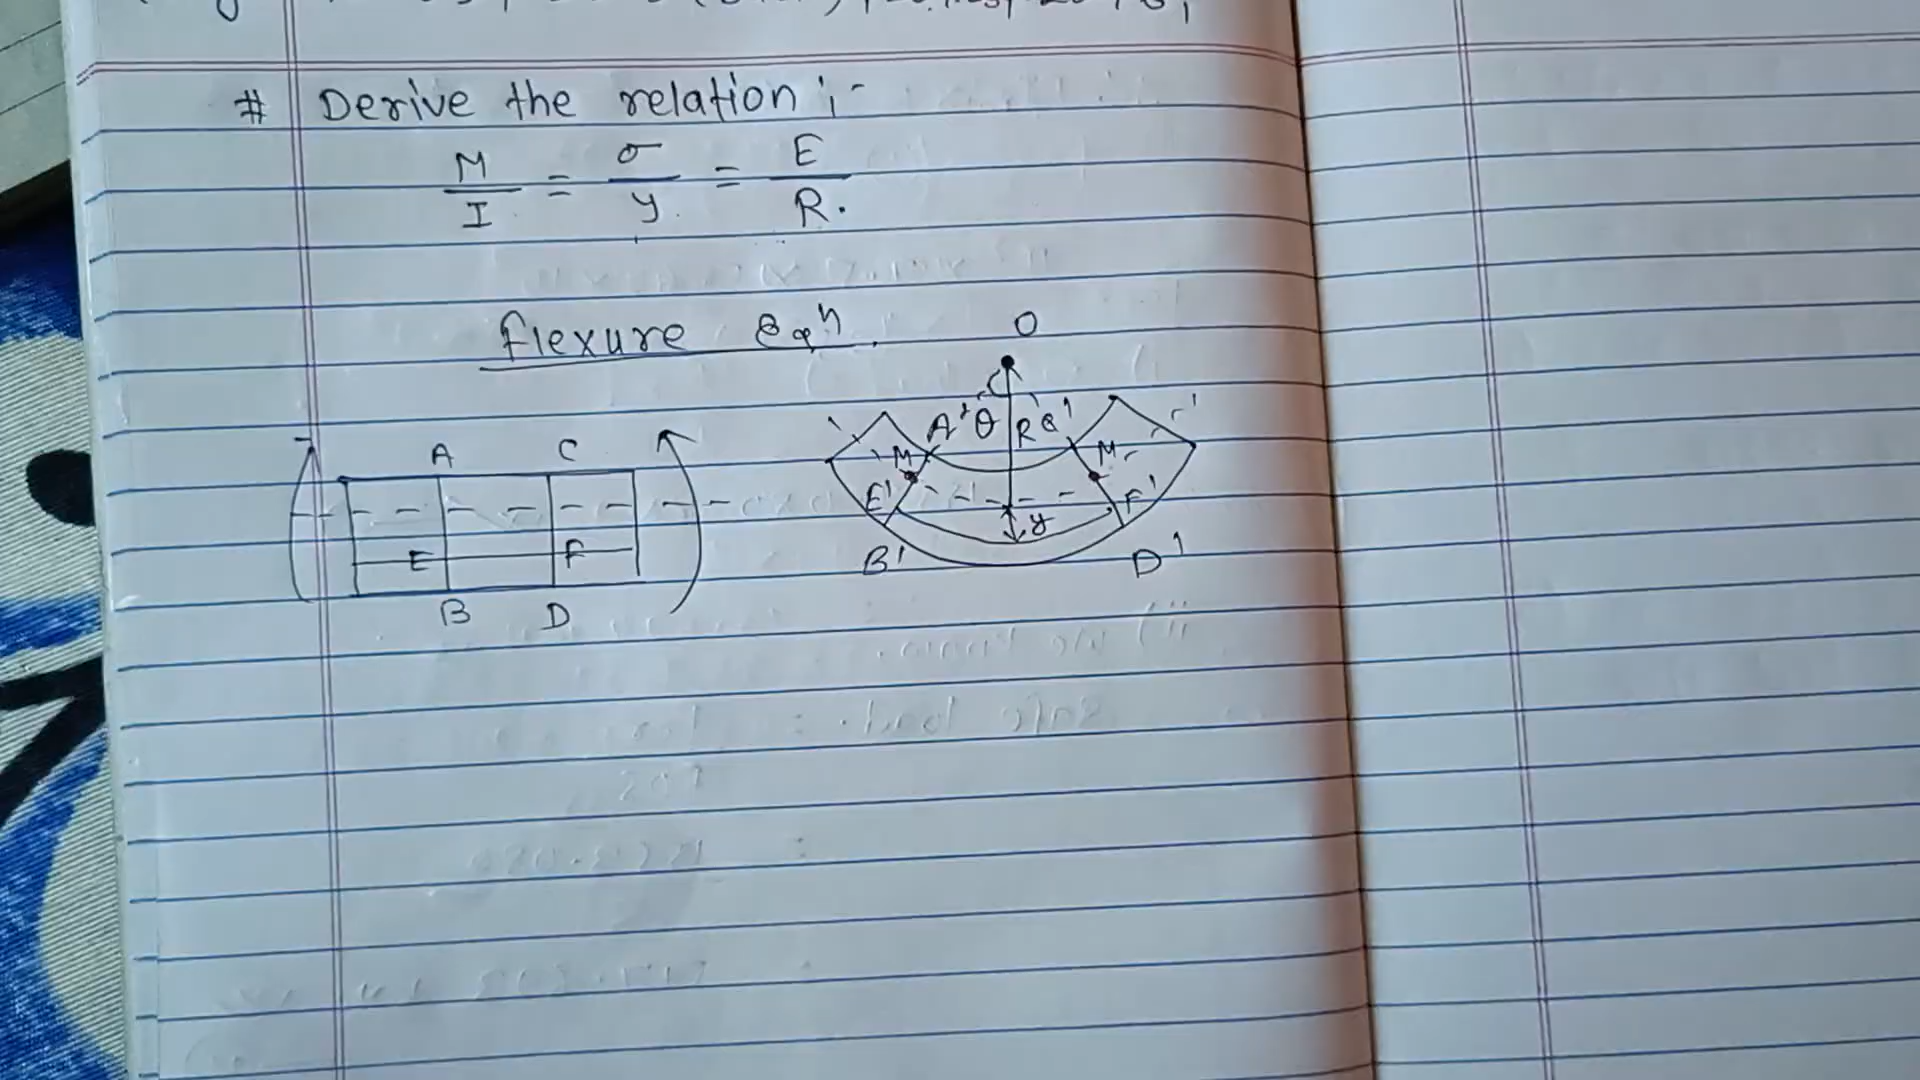 # Derive the relation :-
M/I = σ/y = E/R.
flexure eqⁿ.
O
A' θ R C'
A C
M M
E' F'
y
E F
B' D'
B D